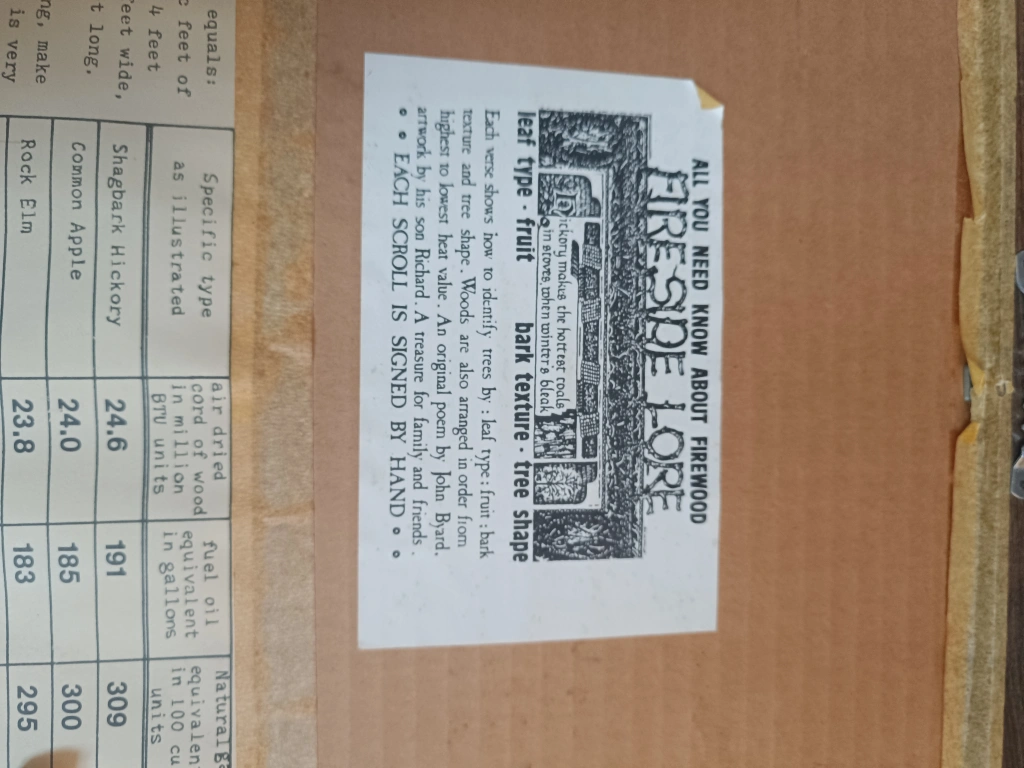 ALL YOU NEED KNOW ABOUT FIREWOOD
FIRESIDE LORE
ickory makes the hottest coals
in stoves, when winter's bleak
leaf type · fruit bark texture · tree shape
Each verse shows how to identify trees by : leaf type : fruit : bark
texture and tree shape . Woods are also arranged in order from
highest to lowest heat value . An original poem by John Byard,
artwork by his son Richard . A treasure for family and friends .
• • EACH SCROLL IS SIGNED BY HAND • •
equals:
c feet of
4 feet
feet wide,
t long.
ng, make
is very
Specific type
as illustrated
air dried
cord of wood
in million
BTU units
fuel oil
equivalent
in gallons
Natural ga
equivalen
in 100 cu
units
Shagbark Hickory 24.6 191 309
Common Apple 24.0 185 300
Rock Elm 23.8 183 295